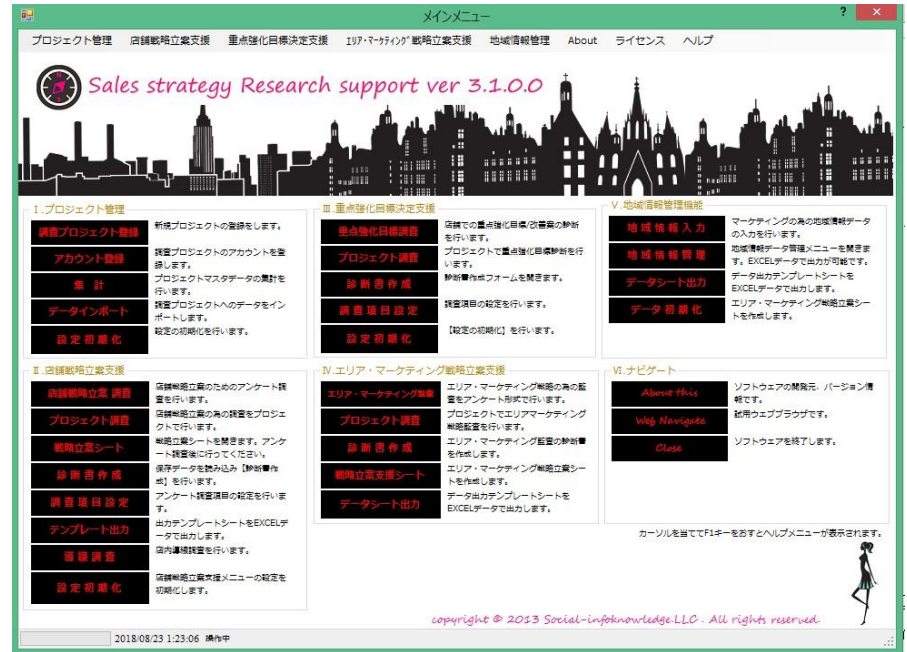 メインメニュー
?
×
プロジェクト管理 店舗戦略立案支援 重点強化目標決定支援 エリア・マーケティング戦略立案支援 地域情報管理 About ライセンス ヘルプ
Sales strategy Research support ver 3.1.0.0
Ⅰ.プロジェクト管理
調査プロジェクト登録
新規プロジェクトの登録をします。
アカウント登録
調査プロジェクトのアカウントを登
録します。
集 計
プロジェクトマスタデータの集計を
行います。
データインポート
調査プロジェクトへのデータをイン
ポートします。
設 定 初 期 化
設定の初期化を行います。
Ⅱ.店舗戦略立案支援
店舗戦略立案 調査
店舗戦略立案のためのアンケート調
査を行います。
プロジェクト調査
店舗戦略立案の為の調査をプロジェ
クトで行います。
戦略立案シート
戦略立案シートを開きます。アンケ
ート調査後に行ってください。
診 断 書 作 成
保存データを読み込み【診断書作
成】を行います。
調 査 項 目 設 定
アンケート調査項目の設定を行いま
す。
テンプレート出力
出力テンプレートシートをEXCELデ
ータで出力します。
導 線 調 査
店内導線調査を行います。
設 定 初 期 化
店舗戦略立案支援メニューの設定を
初期化します。
Ⅲ.重点強化目標決定支援
重点強化目標調査
店舗での重点強化目標/改善案の診断
を行います。
プロジェクト調査
プロジェクトで重点強化目標診断を行
います。
診 断 書 作 成
診断書作成フォームを開きます。
調 査 項 目 設 定
調査項目の設定を行います。
設 定 初 期 化
【設定の初期化】を行います。
Ⅳ.エリア・マーケティング戦略立案支援
エリア・マーケティング監査
エリア・マーケティング戦略の為の監
査をアンケート形式で行います。
プロジェクト調査
プロジェクトでエリアマーケティング
戦略監査を行います。
診 断 書 作 成
エリア・マーケティング監査の診断書
を作成します。
戦略立案支援シート
エリア・マーケティング戦略立案シー
トを作成します。
データシート出力
データ出力テンプレートシートを
EXCELデータで出力します。
Ⅴ.地域情報管理機能
地 域 情 報 入 力
マーケティングの為の地域情報データ
の入力を行います。
地 域 情 報 管 理
地域情報データ管理メニューを開きま
す。EXCELデータで出力が可能です。
データシート出力
データ出力テンプレートシートを
EXCELデータで出力します。
データ 初 期 化
エリア・マーケティング戦略立案シー
トを作成します。
Ⅵ.ナビゲート
About this
ソフトウェアの開発元、バージョン情
報です。
Web Navigate
試用ウェブブラウザです。
Close
ソフトウェアを終了します。
カーソルを当ててF1キーをおすとヘルプメニューが表示されます。
copyright © 2013 Social-infoknowledge.LLC . All rights reserved.
2018/08/23 1:23:06 操作中